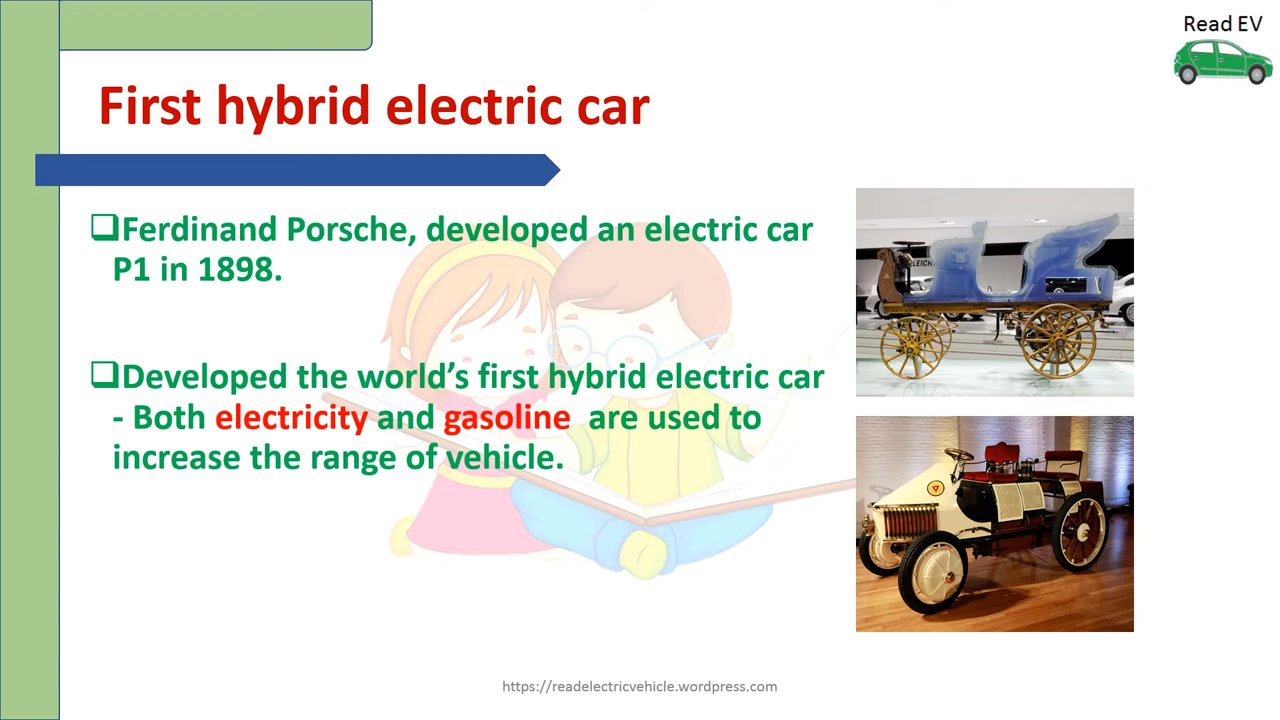 Read EV
First hybrid electric car
❑Ferdinand Porsche, developed an electric car
P1 in 1898.
❑Developed the world’s first hybrid electric car
- Both electricity and gasoline are used to
increase the range of vehicle.
https://readelectricvehicle.wordpress.com